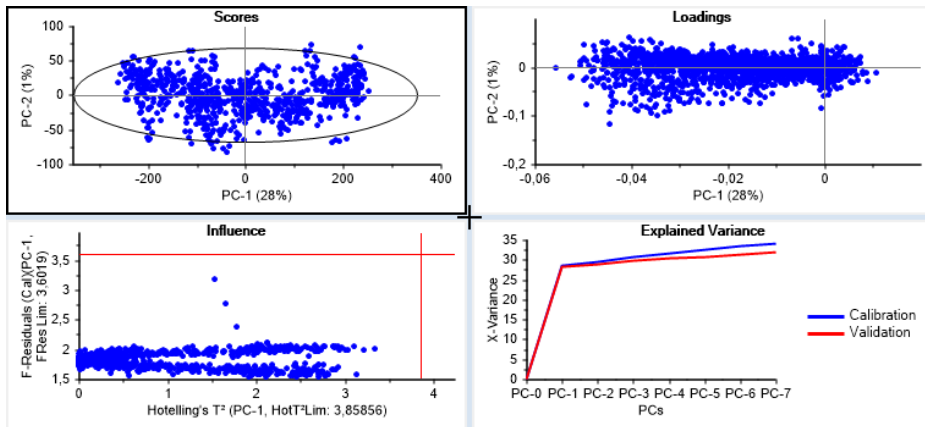 Scores
PC-2 (1%)
100
50
0
-50
-100
-200
0
200
400
PC-1 (28%)
Loadings
PC-2 (1%)
0
-0,1
-0,2
-0,06
-0,04
-0,02
0
PC-1 (28%)
Influence
F-Residuals (Cal)(PC-1,
FRes Lim: 3,6019)
3,5
3
2,5
2
1,5
0
1
2
3
4
Hotelling's T² (PC-1, HotT²Lim: 3,85856)
Explained Variance
X-Variance
35
30
25
20
15
10
5
0
PC-0 PC-1 PC-2 PC-3 PC-4 PC-5 PC-6 PC-7
PCs
Calibration
Validation